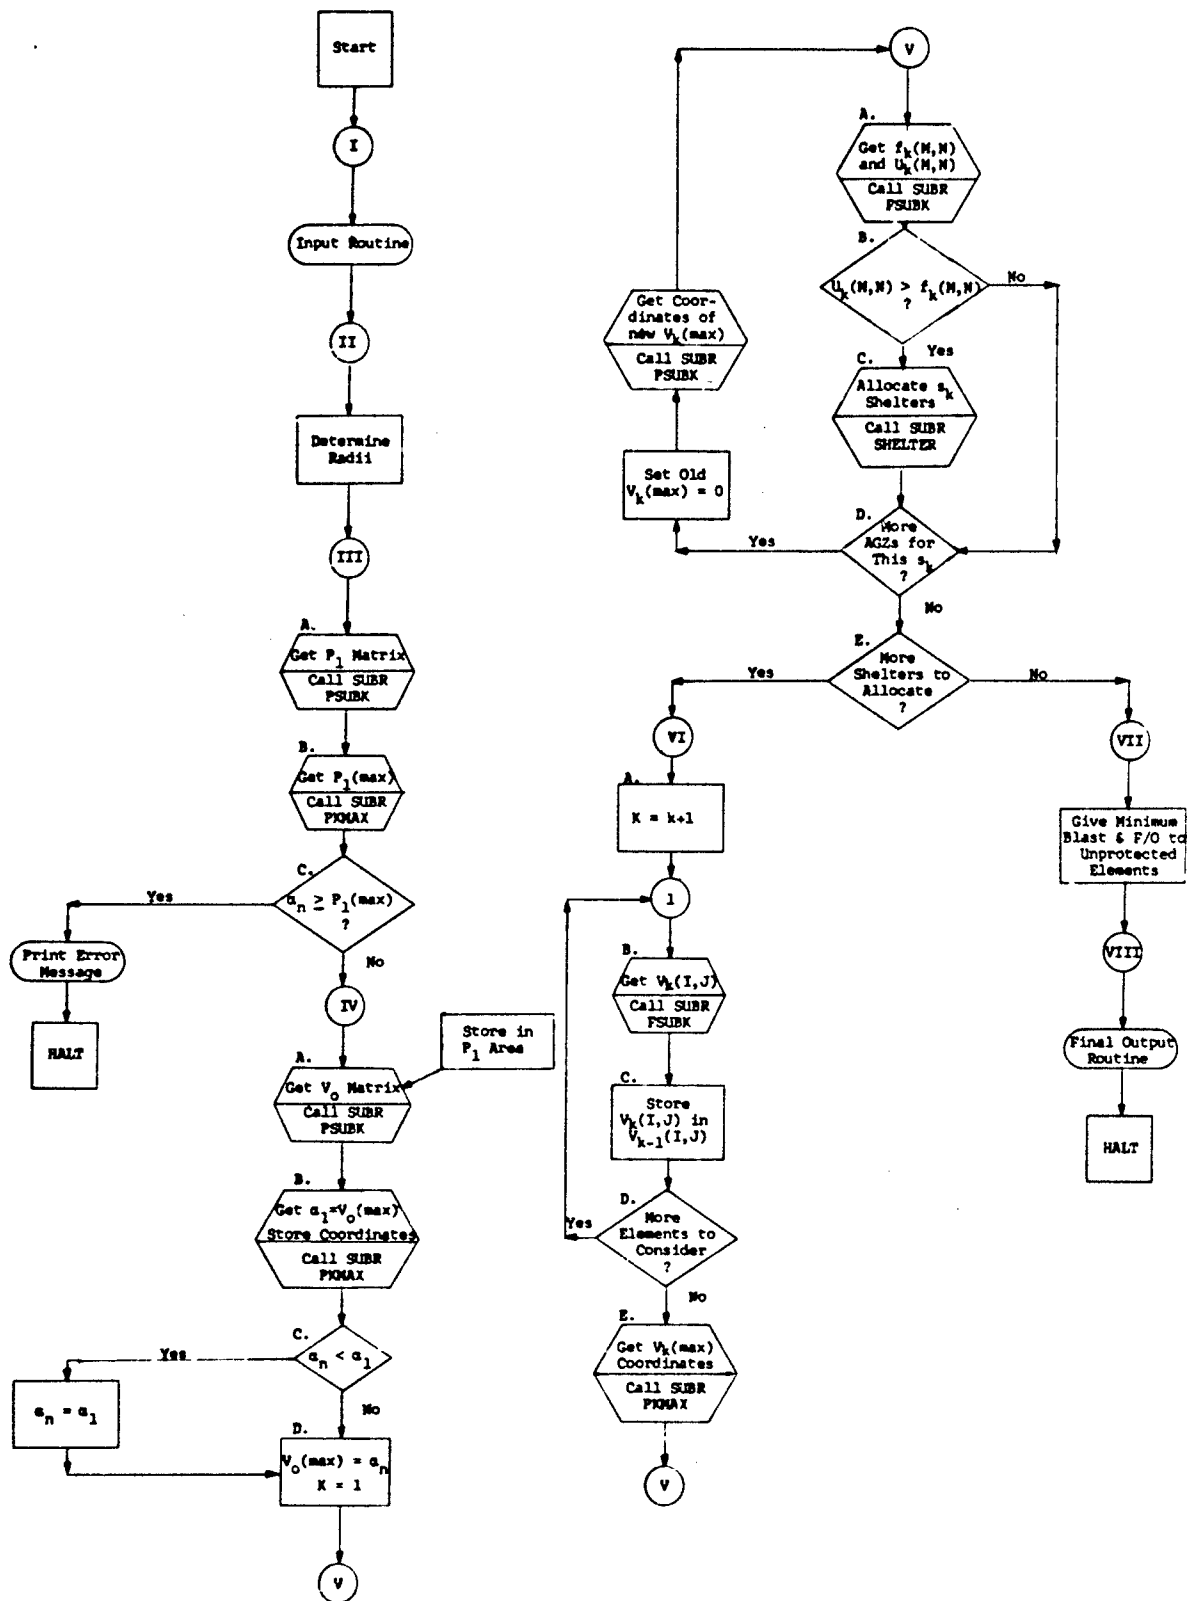 Start
I
Input Routine
II
Determine
Radii
III
A.
Get P1 Matrix
Call SUBR
PSUBK
B.
Get P1(max)
Call SUBR
PKMAX
C.
αn ≥ P1(max)
?
Yes
No
Print Error
Message
HALT
IV
Store in
P1 Area
A.
Get Vo Matrix
Call SUBR
PSUBK
B.
Get α1=Vo(max)
Store Coordinates
Call SUBR
PKMAX
C.
αn < α1
Yes
No
αn = α1
D.
Vo(max) = αn
K = 1
V
V
A.
Get fk(M,N)
and Uk(M,N)
Call SUBR
FSUBK
B.
Uk(M,N) > fk(M,N)
?
No
Yes
C.
Allocate sk
Shelters
Call SUBR
SHELTER
D.
More
AGZs for
This sk
?
Yes
No
Set Old
Vk(max) = 0
Get Coor-
dinates of
new Vk(max)
Call SUBR
PSUBK
E.
More
Shelters to
Allocate
?
Yes
No
VI
A.
K = k+1
1
B.
Get Vk(I,J)
Call SUBR
FSUBK
C.
Store
Vk(I,J) in
Vk-1(I,J)
D.
More
Elements to
Consider
?
Yes
No
E.
Get Vk(max)
Coordinates
Call SUBR
PKMAX
V
VII
Give Minimum
Blast & F/O to
Unprotected
Elements
VIII
Final Output
Routine
HALT